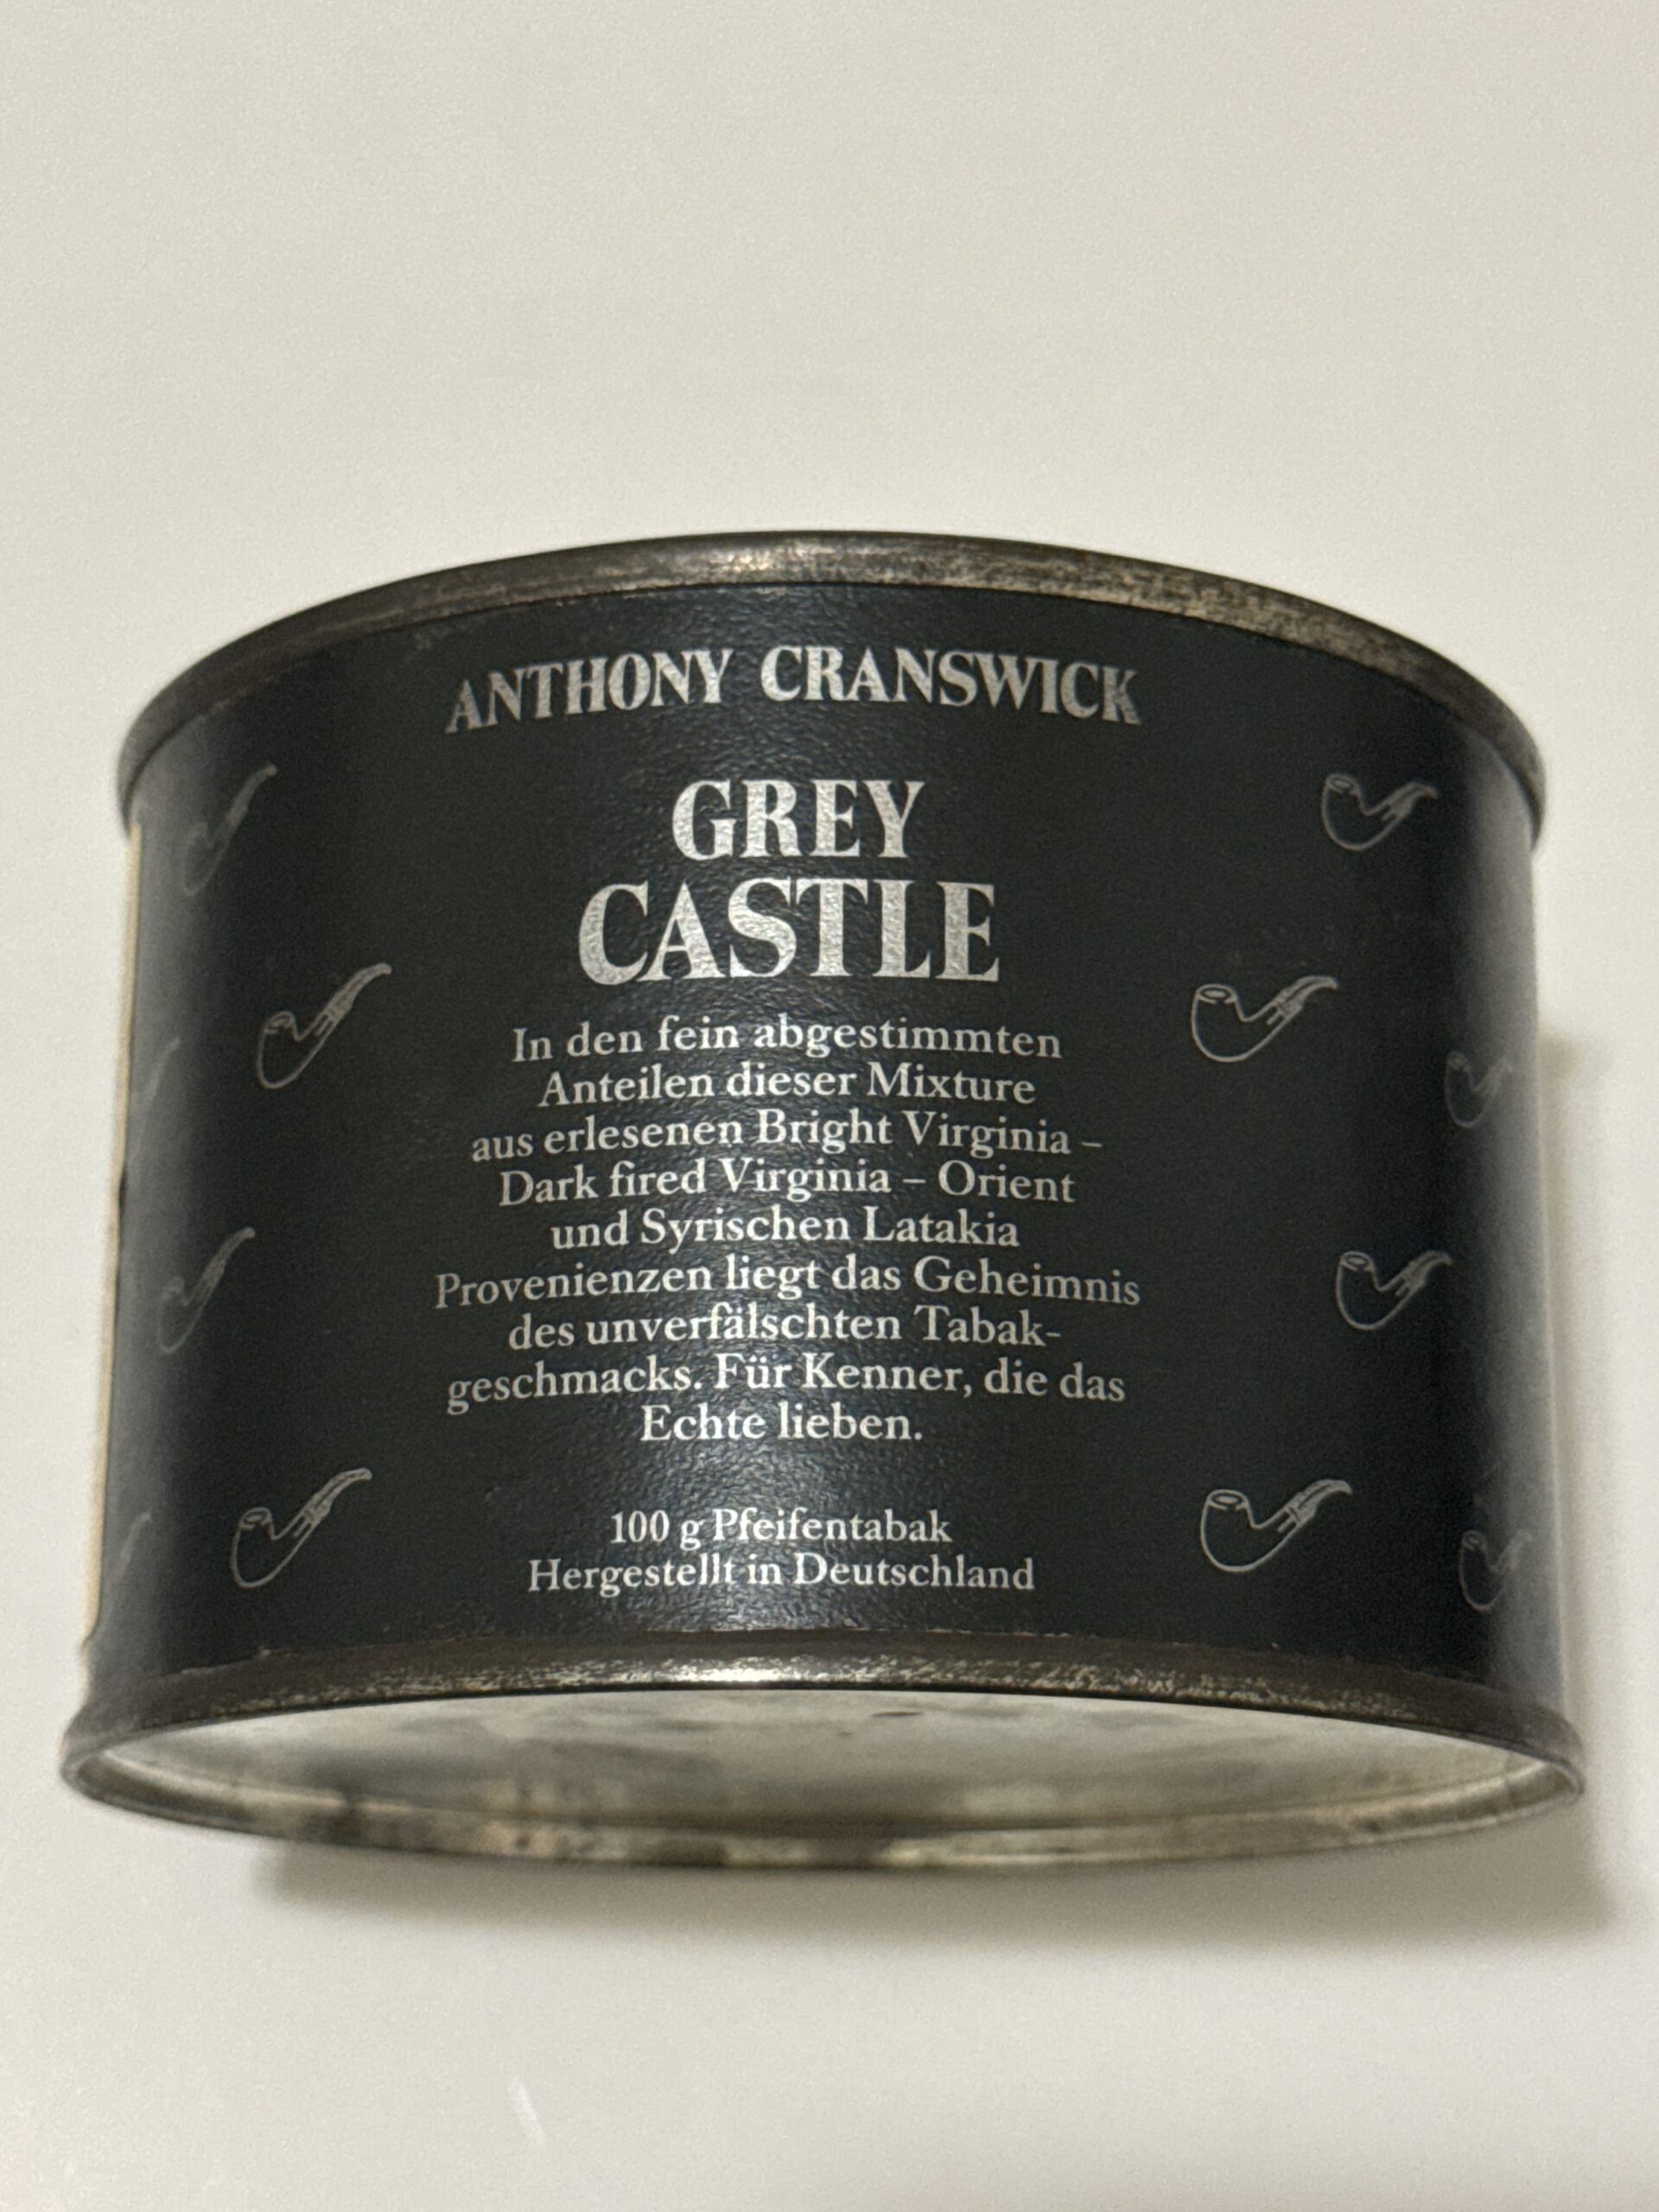 ANTHONY CRANSWICK
GREY
CASTLE
In den fein abgestimmten
Anteilen dieser Mixture
aus erlesenen Bright Virginia –
Dark fired Virginia – Orient
und Syrischen Latakia
Provenienzen liegt das Geheimnis
des unverfälschten Tabak-
geschmacks. Für Kenner, die das
Echte lieben.
100 g Pfeifentabak
Hergestellt in Deutschland